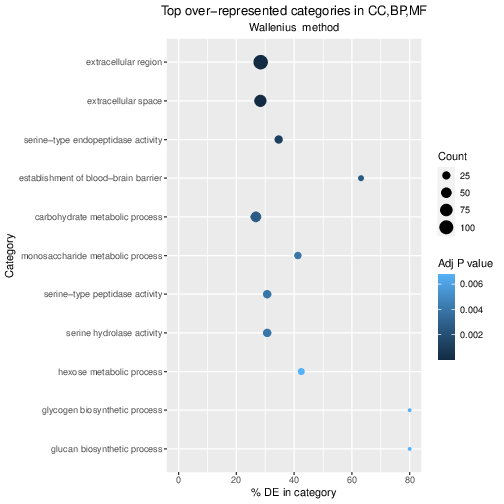 Top over−represented categories in CC,BP,MF
Wallenius method
Category
extracellular region
extracellular space
serine−type endopeptidase activity
establishment of blood−brain barrier
carbohydrate metabolic process
monosaccharide metabolic process
serine−type peptidase activity
serine hydrolase activity
hexose metabolic process
glycogen biosynthetic process
glucan biosynthetic process
0 20 40 60 80
% DE in category
Count
25
50
75
100
Adj P value
0.006
0.004
0.002